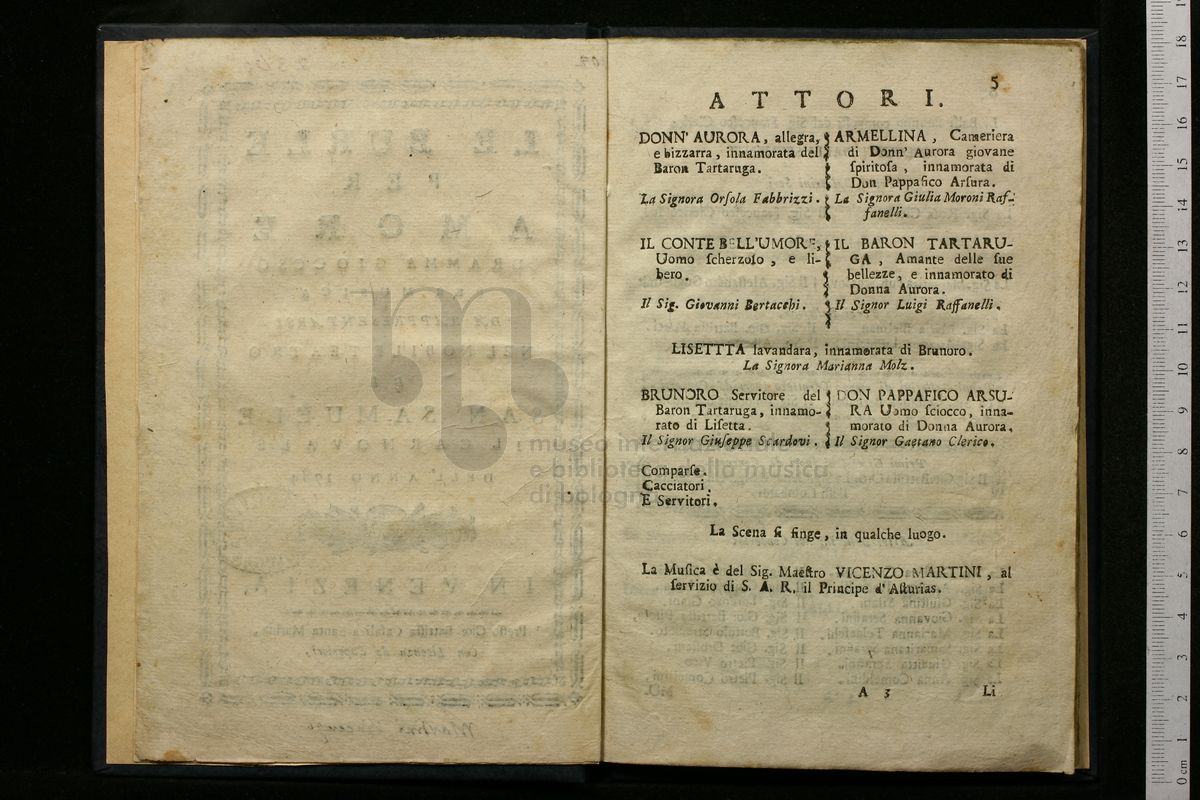 5
ATTORI.
DONN' AURORA, allegra,
e bizzarra, innamorata del
Baron Tartaruga.
La Signora Orſola Fabbrizzi.
ARMELLINA, Cameriera
di Donn' Aurora giovane
ſpiritoſa, innamorata di
Don Pappafico Arſura.
La Signora Giulia Moroni Raf-
fanelli.
IL CONTE BELL'UMORE,
Uomo ſcherzoſo, e li-
bero.
Il Sig. Giovanni Bertacchi.
IL BARON TARTARU-
GA, Amante delle ſue
bellezze, e innamorato di
Donna Aurora.
Il Signor Luigi Raffanelli.
LISETTTA lavandara, innamorata di Brunoro.
La Signora Marianna Molz.
BRUNORO Servitore del
Baron Tartaruga, innamo-
rato di Liſetta.
Il Signor Giuſeppe Scardovi.
DON PAPPAFICO ARSU-
RA Uomo ſciocco, inna-
morato di Donna Aurora.
Il Signor Gaetano Clerico.
Comparſe.
Cacciatori.
E Servitori.
La Scena ſi finge, in qualche luogo.
La Muſica è del Sig. Maeſtro VICENZO MARTINI, al
ſervizio di S. A. R. il Principe d'Aſturias.
A 3
Li
museo internazionale
e biblioteca della musica
di bologna